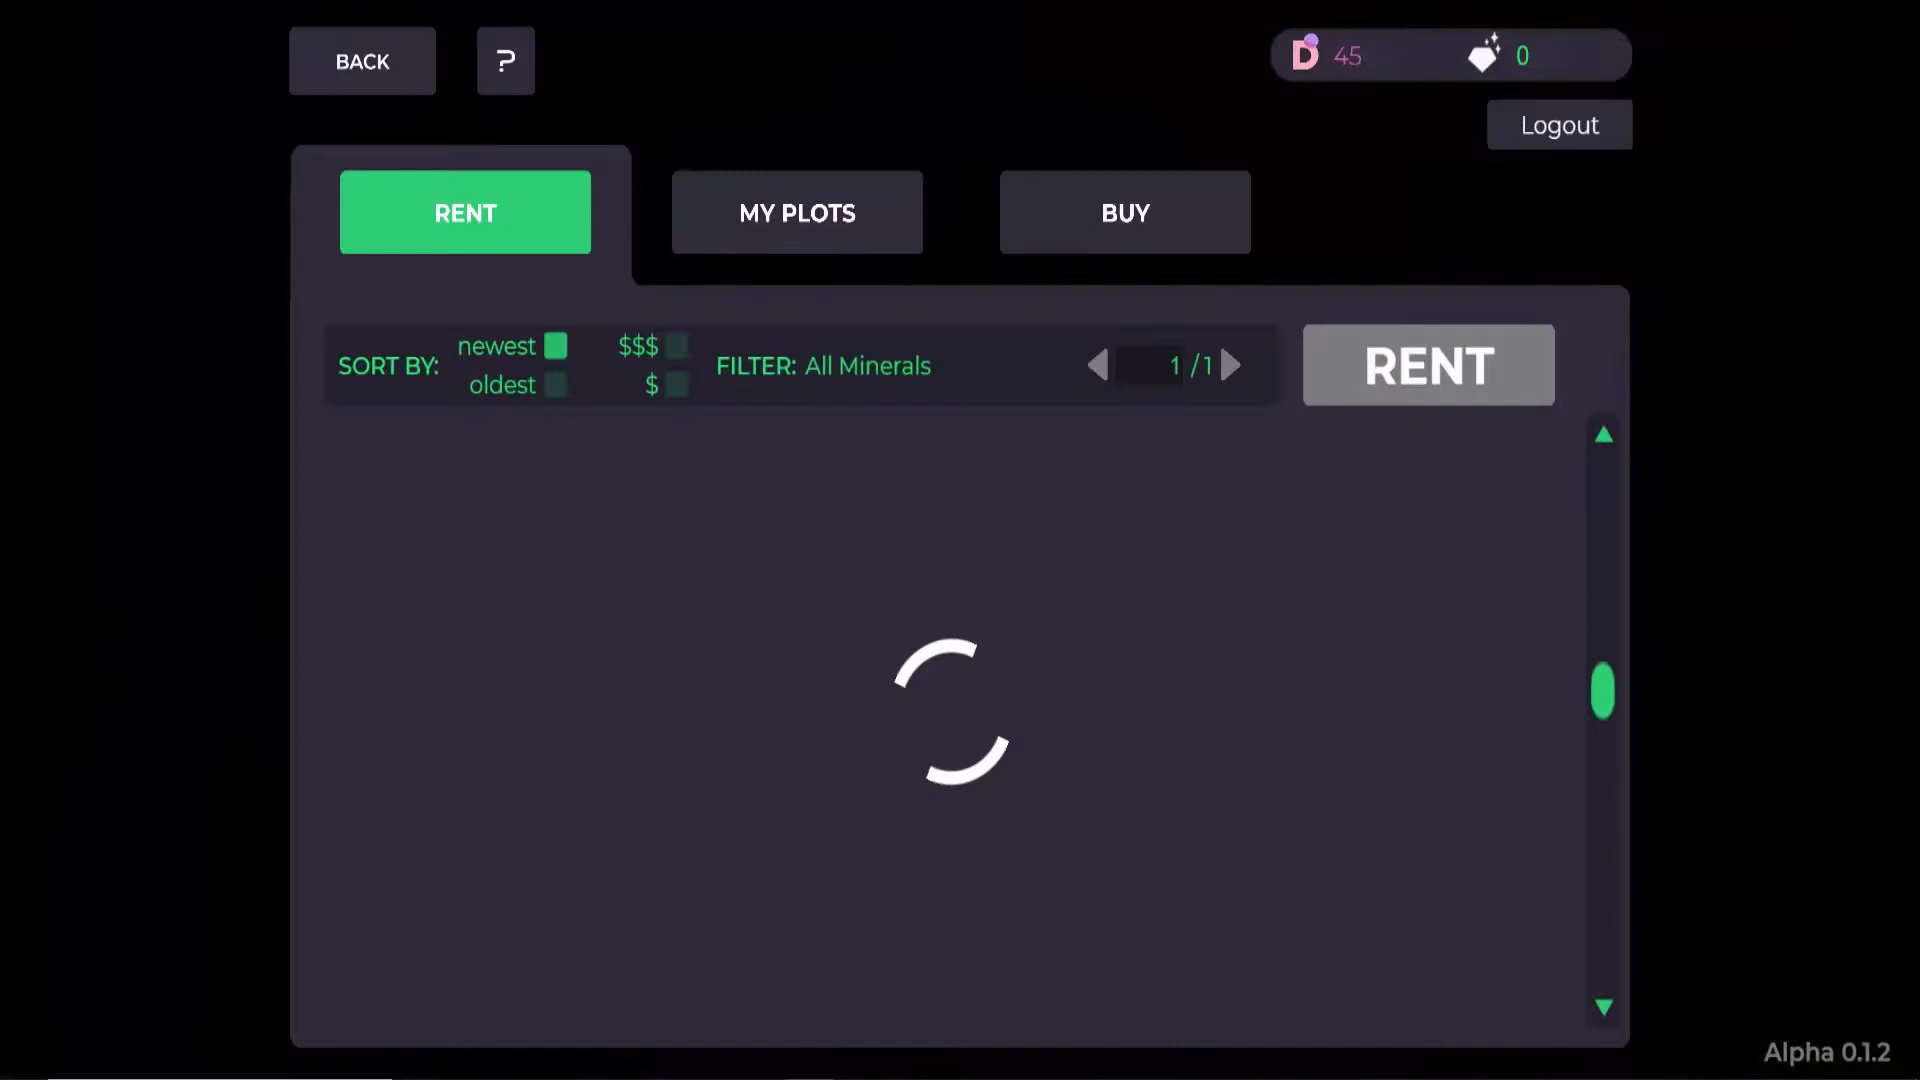 BACK
?
D 45
0
Logout
RENT
MY PLOTS
BUY
SORT BY:
newest
oldest
$$$
$
FILTER: All Minerals
1 /1
RENT
Alpha 0.1.2